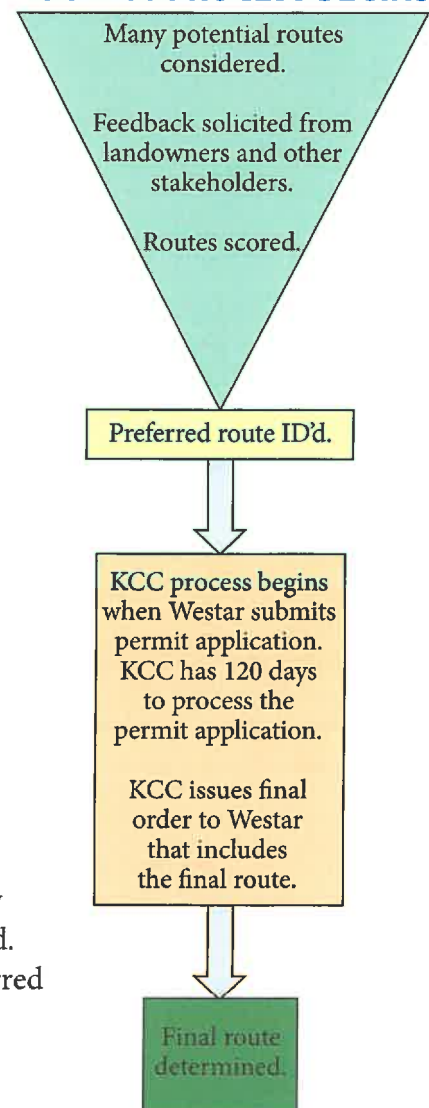 Many potential routes
considered.
Feedback solicited from
landowners and other
stakeholders.
Routes scored.
Preferred route ID'd.
KCC process begins
when Westar submits
permit application.
KCC has 120 days
to process the
permit application.
KCC issues final
order to Westar
that includes
the final route.
Final route
determined.